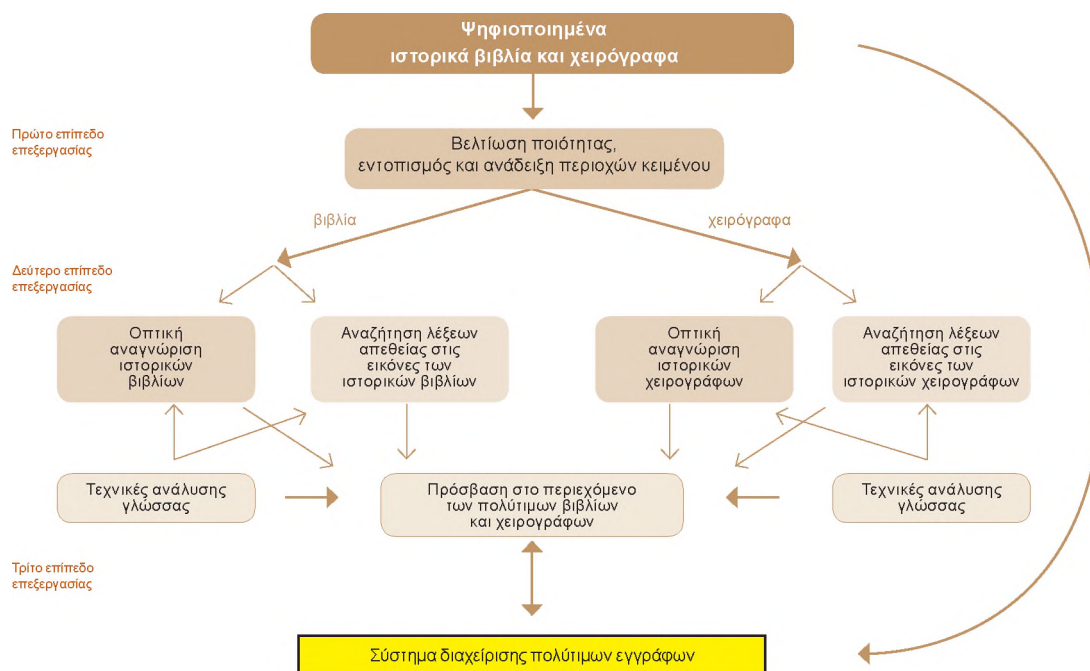 Ψηφιοποιημένα
ιστορικά βιβλία και χειρόγραφα
Πρώτο επίπεδο
επεξεργασίας
Βελτίωση ποιότητας,
εντοπισμός και ανάδειξη περιοχών κειμένου
βιβλία
χειρόγραφα
Δεύτερο επίπεδο
επεξεργασίας
Οπτική
αναγνώριση
ιστορικών
βιβλίων
Αναζήτηση λέξεων
απεθείας στις
εικόνες των
ιστορικών βιβλίων
Οπτική
αναγνώριση
ιστορικών
χειρογράφων
Αναζήτηση λέξεων
απεθείας στις
εικόνες των
ιστορικών χειρογράφων
Τεχνικές ανάλυσης
γλώσσας
Πρόσβαση στο περιεχόμενο
των πολύτιμων βιβλίων
και χειρογράφων
Τεχνικές ανάλυσης
γλώσσας
Τρίτο επίπεδο
επεξεργασίας
Σύστημα διαχείρισης πολύτιμων εγγράφων